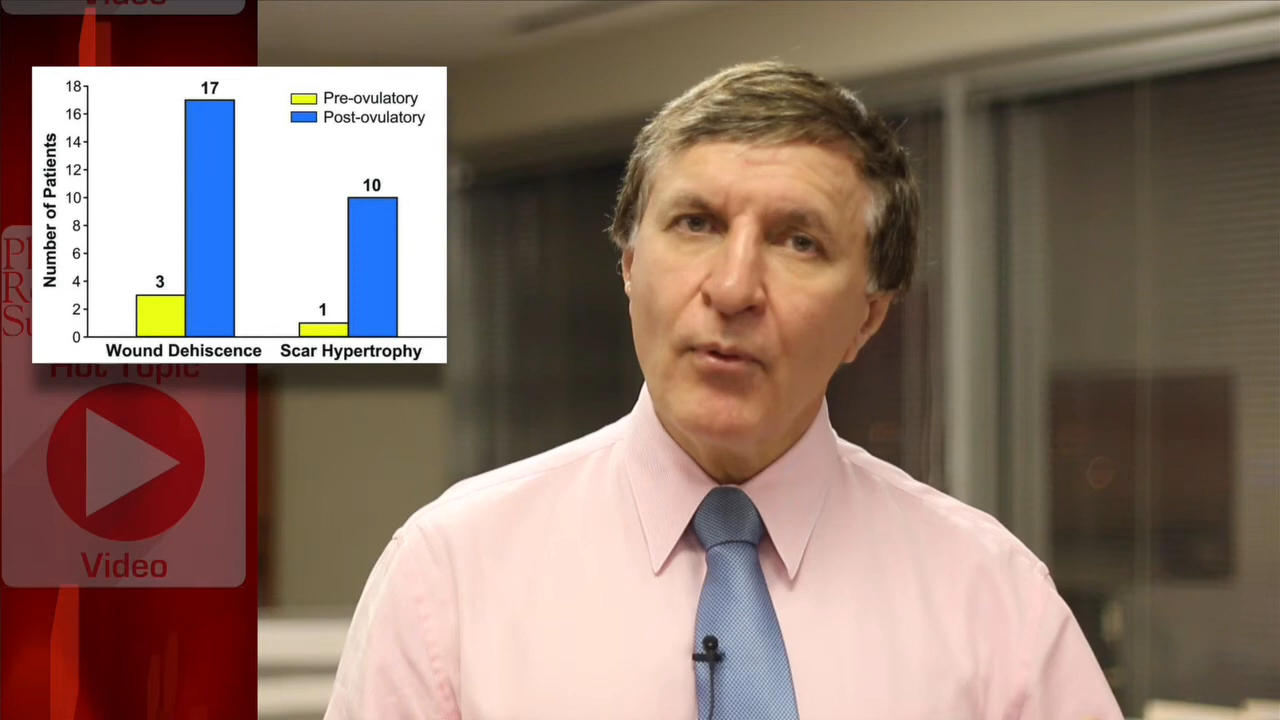 Video
18
16
14
12
10
8
6
4
2
0
Number of Patients
17
3
10
1
Pre-ovulatory
Post-ovulatory
Wound Dehiscence
Scar Hypertrophy
Hot Topic
Video